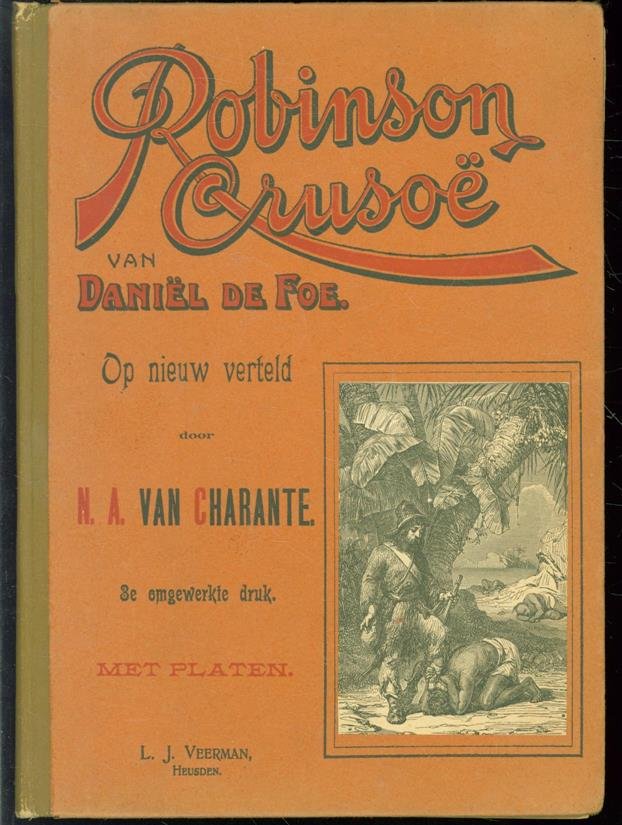 Robinson
Crusoë
VAN
DANIËL DE FOE.
Op nieuw verteld
door
N. A. VAN CHARANTE.
3e omgewerkte druk.
MET PLATEN.
L. J. VEERMAN,
HEUSDEN.